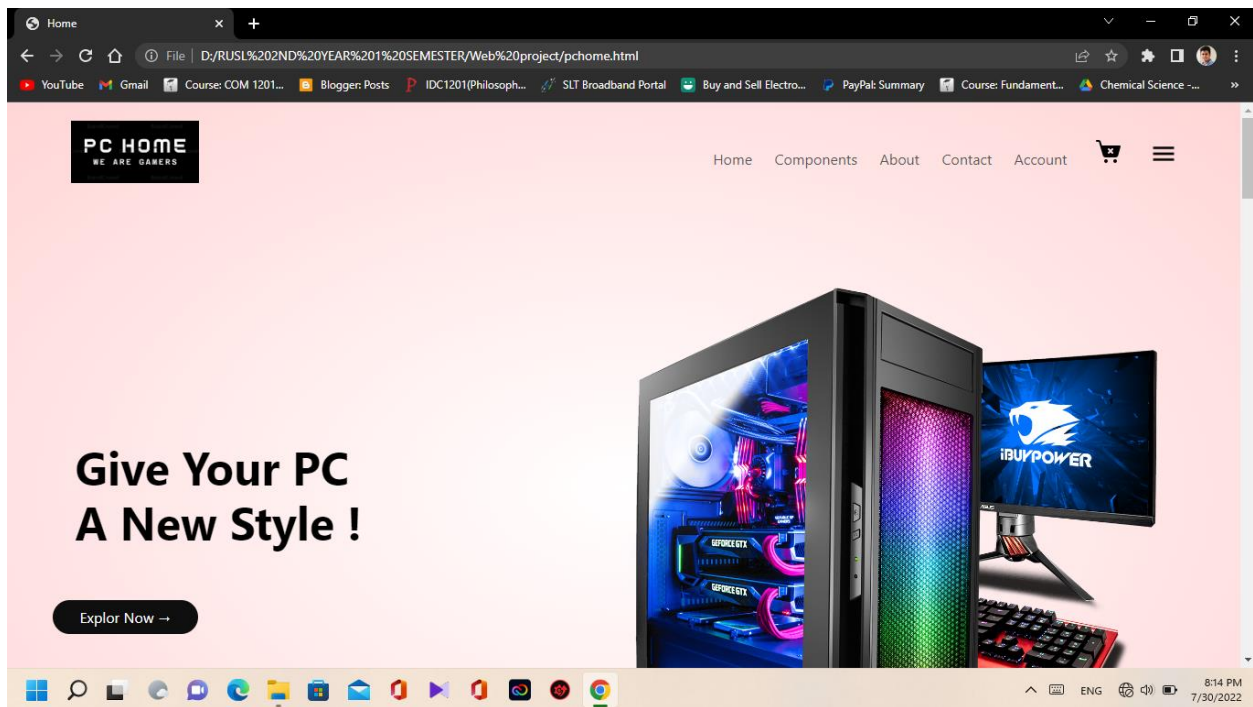 Home
File | D:/RUSL%202ND%20YEAR%201%20SEMESTER/Web%20project/pchome.html
YouTube Gmail Course: COM 1201... Blogger: Posts IDC1201(Philosoph... SLT Broadband Portal Buy and Sell Electro... PayPal: Summary Course: Fundament... Chemical Science -... »
PC HOME
WE ARE GAMERS
Home Components About Contact Account
iBUYPOWER
GEFORCE GTX
GEFORCE GTX
Give Your PC
A New Style !
Explor Now →
ENG
8:14 PM
7/30/2022